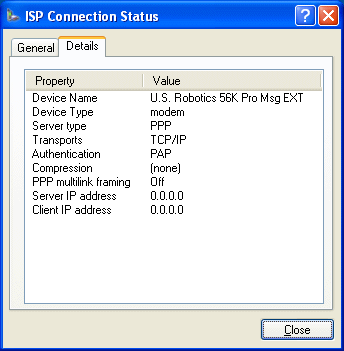 ISP Connection Status
General Details
Property Value
Device Name U.S. Robotics 56K Pro Msg EXT
Device Type modem
Server type PPP
Transports TCP/IP
Authentication PAP
Compression (none)
PPP multilink framing Off
Server IP address 0.0.0.0
Client IP address 0.0.0.0
Close